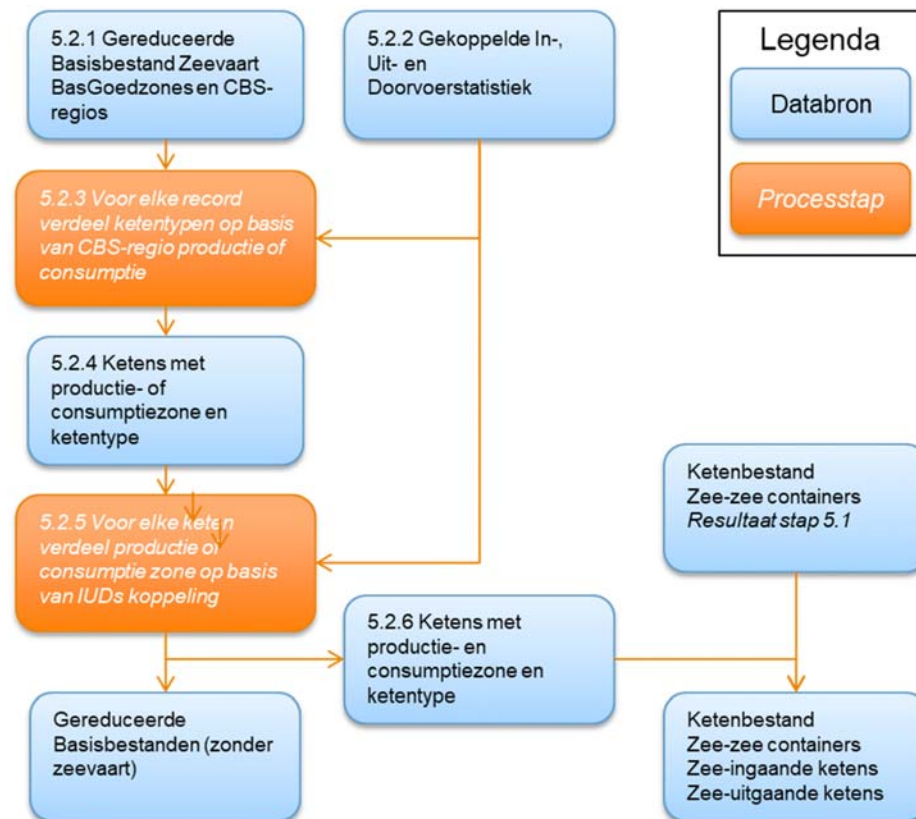 5.2.1 Gereduceerde
Basisbestand Zeevaart
BasGoedzones en CBS-
regios
5.2.2 Gekoppelde In-,
Uit- en
Doorvoerstatistiek
Legenda
Databron
Processtap
5.2.3 Voor elke record
verdeel ketentypen op basis
van CBS-regio productie of
consumptie
5.2.4 Ketens met
productie- of
consumptiezone en
ketentype
5.2.5 Voor elke keten
verdeel productie of
consumptie zone op basis
van IUDs koppeling
Ketenbestand
Zee-zee containers
Resultaat stap 5.1
5.2.6 Ketens met
productie- en
consumptiezone en
ketentype
Gereduceerde
Basisbestanden (zonder
zeevaart)
Ketenbestand
Zee-zee containers
Zee-ingaande ketens
Zee-uitgaande ketens